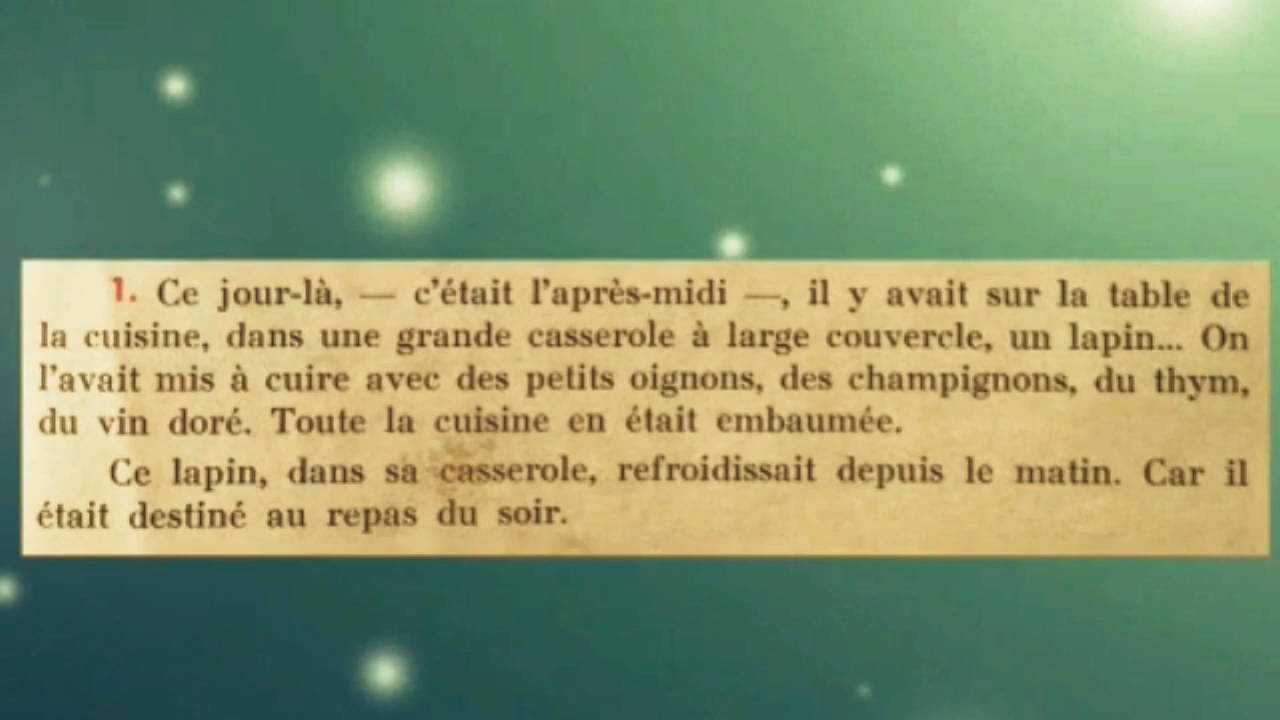 1. Ce jour-là, — c'était l'après-midi —, il y avait sur la table de
la cuisine, dans une grande casserole à large couvercle, un lapin... On
l'avait mis à cuire avec des petits oignons, des champignons, du thym,
du vin doré. Toute la cuisine en était embaumée.
Ce lapin, dans sa casserole, refroidissait depuis le matin. Car il
était destiné au repas du soir.